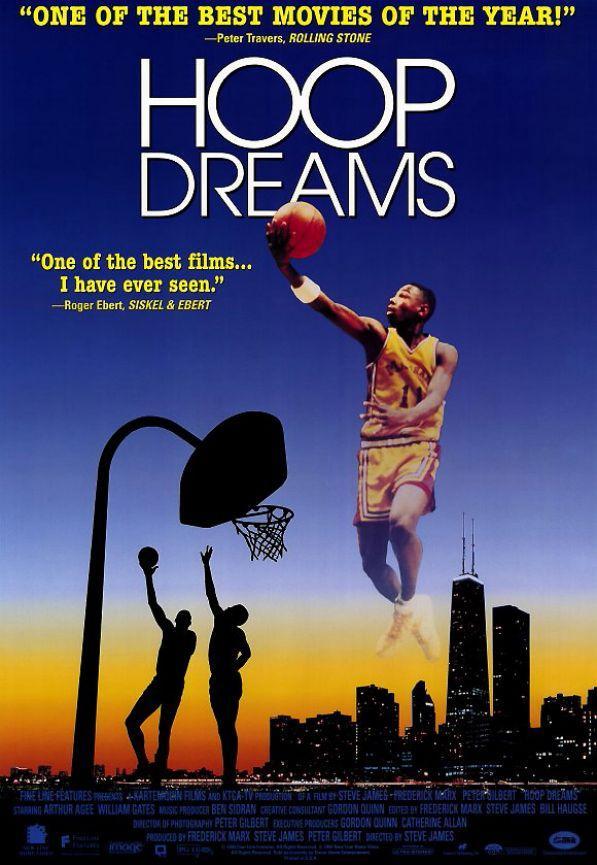 “ONE OF THE BEST MOVIES OF THE YEAR!”
—Peter Travers, ROLLING STONE
HOOP
DREAMS
“One of the best films...
I have ever seen.”
—Roger Ebert, SISKEL & EBERT
11
FINE LINE FEATURES PRESENTS A KARTEMQUIN FILMS AND KTCA-TV PRODUCTION OF A FILM BY STEVE JAMES FREDERICK MARX PETER GILBERT "HOOP DREAMS"
STARRING ARTHUR AGEE WILLIAM GATES MUSIC PRODUCER BEN SIDRAN CREATIVE CONSULTANT GORDON QUINN EDITED BY FREDERICK MARX STEVE JAMES BILL HAUGSE
DIRECTOR OF PHOTOGRAPHY PETER GILBERT EXECUTIVE PRODUCERS GORDON QUINN CATHERINE ALLAN
PRODUCED BY FREDERICK MARX STEVE JAMES PETER GILBERT DIRECTED BY STEVE JAMES